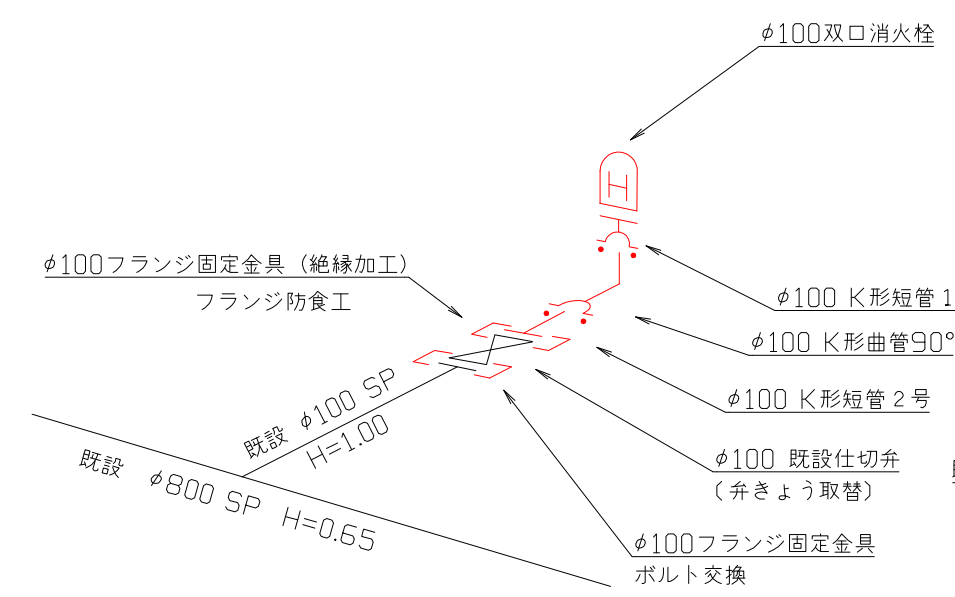 φ100双口消火栓
φ100フランジ固定金具（絶縁加工）
フランジ防食工
φ100 K形短管1
φ100 K形曲管90°
φ100 K形短管2号
φ100 既設仕切弁
（弁きょう取替）
φ100フランジ固定金具
ボルト交換
既設 φ100 SP
H=1.00
既設 φ800 SP H=0.65